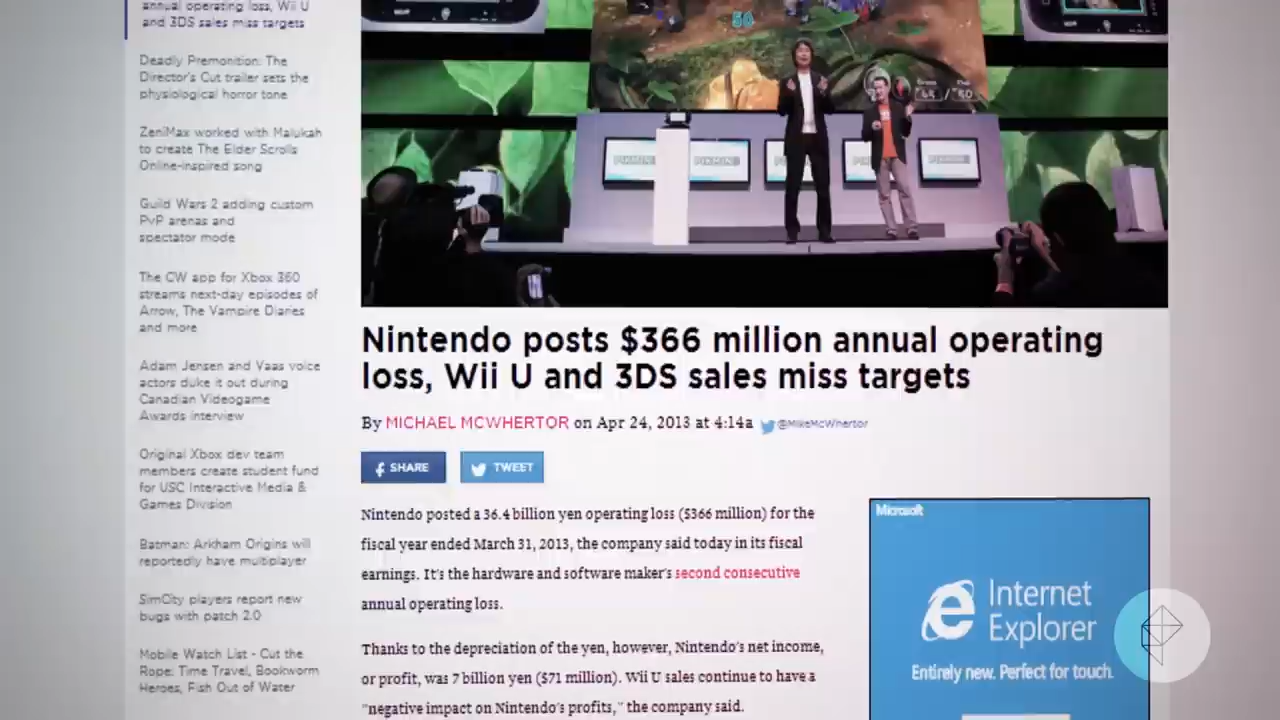 annual operating loss, Wii U
and 3DS sales miss targets
Deadly Premonition: The
Director's Cut trailer sets the
physiological horror tone
ZeniMax worked with Malukah
to create The Elder Scrolls
Online-inspired song
Guild Wars 2 adding custom
PvP arenas and
spectator mode
The CW app for Xbox 360
streams next-day episodes of
Arrow, The Vampire Diaries
and more
Adam Jensen and Vaas voice
actors duke it out during
Canadian Videogame
Awards interview
Original Xbox dev team
members create student fund
for USC Interactive Media &
Games Division
Batman: Arkham Origins will
reportedly have multiplayer
SimCity players report new
bugs with patch 2.0
Mobile Watch List - Cut the
Rope: Time Travel, Bookworm
Heroes, Fish Out of Water
50
PIKMIN 3
Nintendo posts $366 million annual operating
loss, Wii U and 3DS sales miss targets
By MICHAEL MCWHERTOR on Apr 24, 2013 at 4:14a @MikeMcWhertor
SHARE TWEET
Nintendo posted a 36.4 billion yen operating loss ($366 million) for the
fiscal year ended March 31, 2013, the company said today in its fiscal
earnings. It's the hardware and software maker's second consecutive
annual operating loss.
Thanks to the depreciation of the yen, however, Nintendo's net income,
or profit, was 7 billion yen ($71 million). Wii U sales continue to have a
"negative impact on Nintendo's profits," the company said.
Microsoft
Internet
Explorer
Entirely new. Perfect for touch.